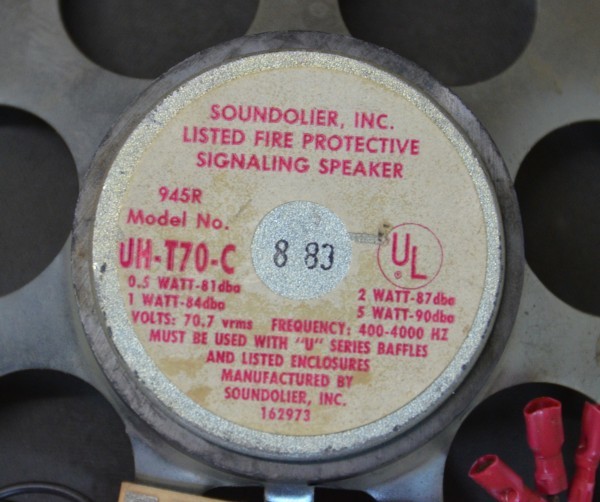 SOUNDOLIER, INC.
LISTED FIRE PROTECTIVE
SIGNALING SPEAKER
945R
Model No.
UH-T70-C
8 83
UL
®
0.5 WATT-81dba
1 WATT-84dba
2 WATT-87dba
5 WATT-90dba
VOLTS: 70.7 vrms FREQUENCY: 400-4000 HZ
MUST BE USED WITH "U" SERIES BAFFLES
AND LISTED ENCLOSURES
MANUFACTURED BY
SOUNDOLIER, INC.
162973